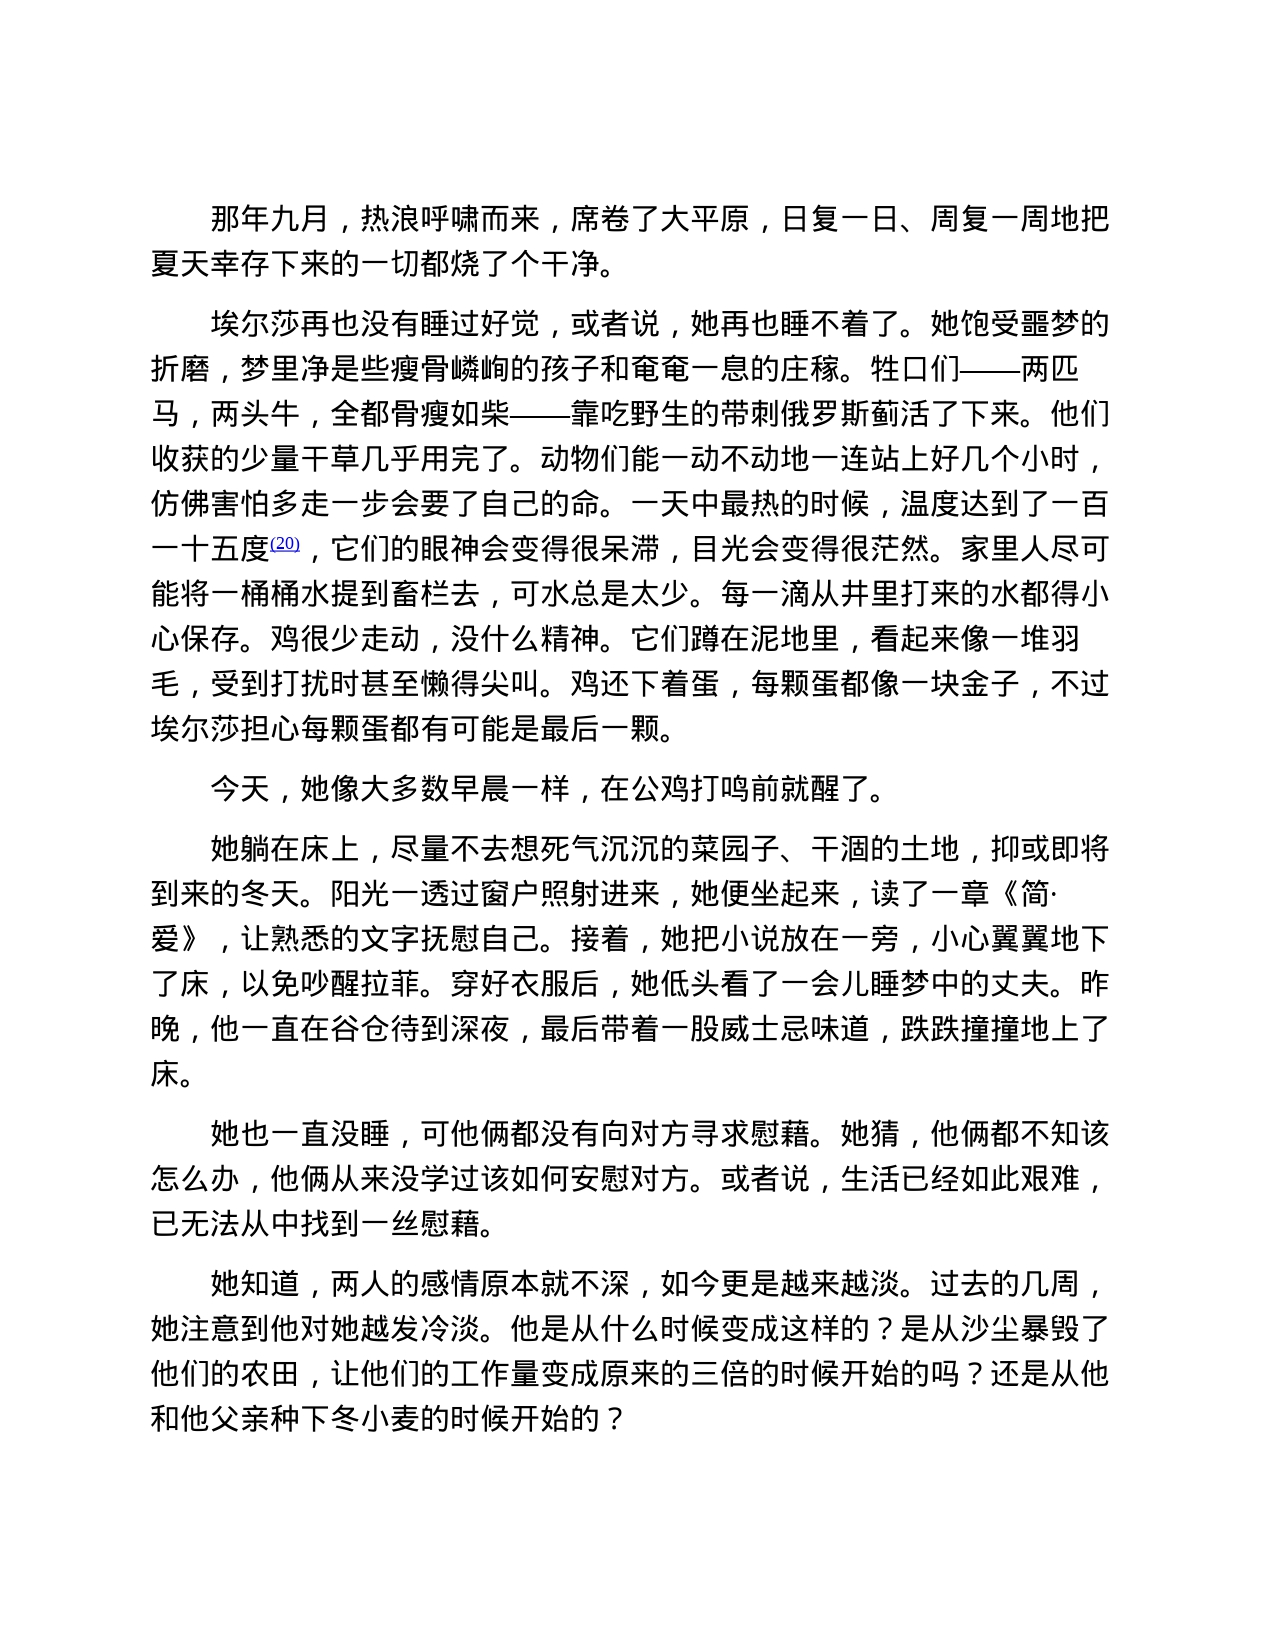 那年九月，热浪呼啸而来，席卷了大平原，日复一日、周复一周地把
夏天幸存下来的一切都烧了个干净。
埃尔莎再也没有睡过好觉，或者说，她再也睡不着了。她饱受噩梦的
折磨，梦里净是些瘦骨嶙峋的孩子和奄奄一息的庄稼。牲口们——两匹
马，两头牛，全都骨瘦如柴——靠吃野生的带刺俄罗斯蓟活了下来。他们
收获的少量干草几乎用完了。动物们能一动不动地一连站上好几个小时，
仿佛害怕多走一步会要了自己的命。一天中最热的时候，温度达到了一百
一十五度(20)，它们的眼神会变得很呆滞，目光会变得很茫然。家里人尽可
能将一桶桶水提到畜栏去，可水总是太少。每一滴从井里打来的水都得小
心保存。鸡很少走动，没什么精神。它们蹲在泥地里，看起来像一堆羽
毛，受到打扰时甚至懒得尖叫。鸡还下着蛋，每颗蛋都像一块金子，不过
埃尔莎担心每颗蛋都有可能是最后一颗。
今天，她像大多数早晨一样，在公鸡打鸣前就醒了。
她躺在床上，尽量不去想死气沉沉的菜园子、干涸的土地，抑或即将
到来的冬天。阳光一透过窗户照射进来，她便坐起来，读了一章《简·
爱》，让熟悉的文字抚慰自己。接着，她把小说放在一旁，小心翼翼地下
了床，以免吵醒拉菲。穿好衣服后，她低头看了一会儿睡梦中的丈夫。昨
晚，他一直在谷仓待到深夜，最后带着一股威士忌味道，跌跌撞撞地上了
床。
她也一直没睡，可他俩都没有向对方寻求慰藉。她猜，他俩都不知该
怎么办，他俩从来没学过该如何安慰对方。或者说，生活已经如此艰难，
已无法从中找到一丝慰藉。
她知道，两人的感情原本就不深，如今更是越来越淡。过去的几周，
她注意到他对她越发冷淡。他是从什么时候变成这样的？是从沙尘暴毁了
他们的农田，让他们的工作量变成原来的三倍的时候开始的吗？还是从他
和他父亲种下冬小麦的时候开始的？